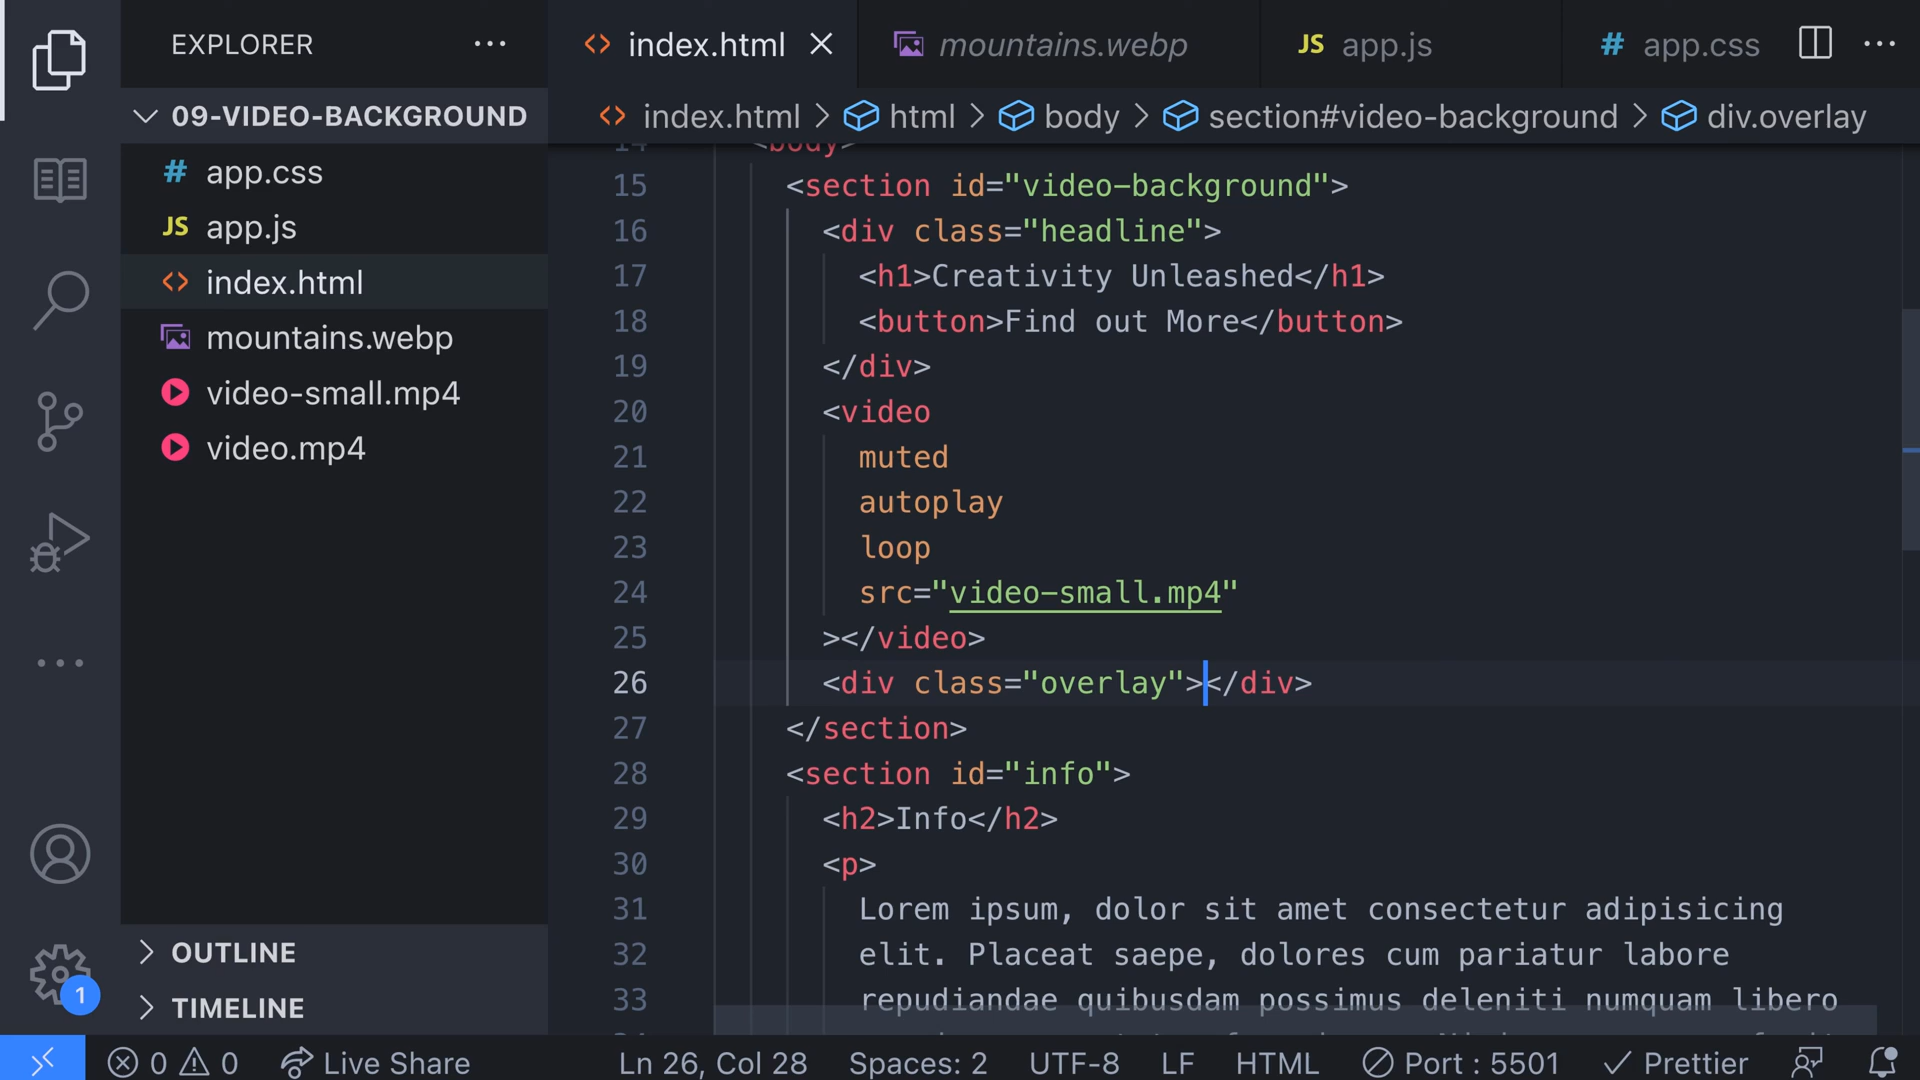 EXPLORER
index.html
mountains.webp
JS app.js
# app.css
09-VIDEO-BACKGROUND
index.html > html > body > section#video-background > div.overlay
# app.css
JS app.js
<> index.html
mountains.webp
video-small.mp4
video.mp4
OUTLINE
TIMELINE
1
14 <body>
15 <section id="video-background">
16 <div class="headline">
17 <h1>Creativity Unleashed</h1>
18 <button>Find out More</button>
19 </div>
20 <video
21 muted
22 autoplay
23 loop
24 src="video-small.mp4"
25 ></video>
26 <div class="overlay"></div>
27 </section>
28 <section id="info">
29 <h2>Info</h2>
30 <p>
31 Lorem ipsum, dolor sit amet consectetur adipisicing
32 elit. Placeat saepe, dolores cum pariatur labore
33 repudiandae quibusdam possimus deleniti numquam libero
0 0 Live Share Ln 26, Col 28 Spaces: 2 UTF-8 LF HTML Port : 5501 Prettier